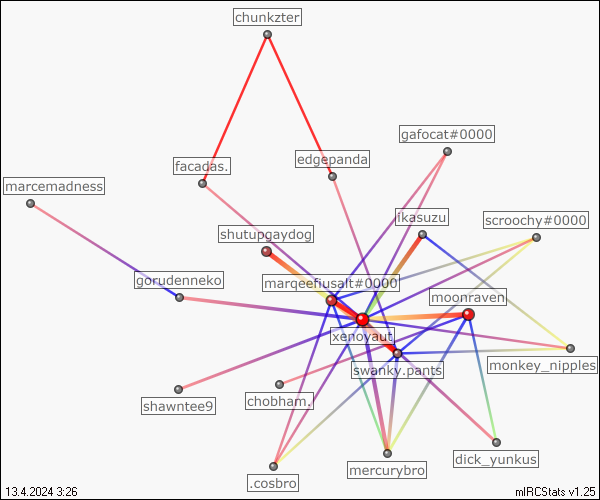 chunkzter
gafocat#0000
edgepanda
facadas.
marcemadness
ikasuzu
scroochy#0000
shutupgaydog
gorudenneko
marqeefusalt#0000
moonraven
xenoyaut
swanky.pants
monkey_nipples
chobham.
shawntee9
dick_yunkus
mercurybro
.cosbro
13.4.2024 3:26
mIRCStats v1.25